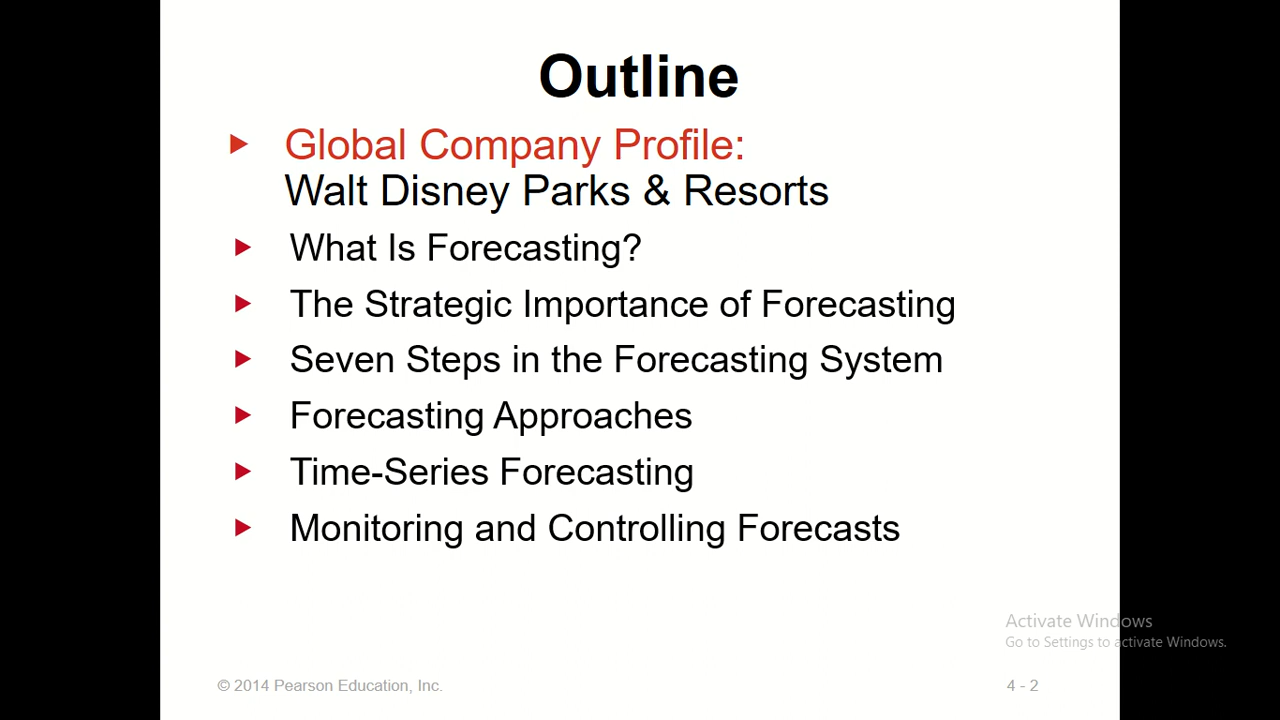 Outline
Global Company Profile:
Walt Disney Parks & Resorts
What Is Forecasting?
The Strategic Importance of Forecasting
Seven Steps in the Forecasting System
Forecasting Approaches
Time-Series Forecasting
Monitoring and Controlling Forecasts
Activate Windows
Go to Settings to activate Windows.
© 2014 Pearson Education, Inc.
4 - 2